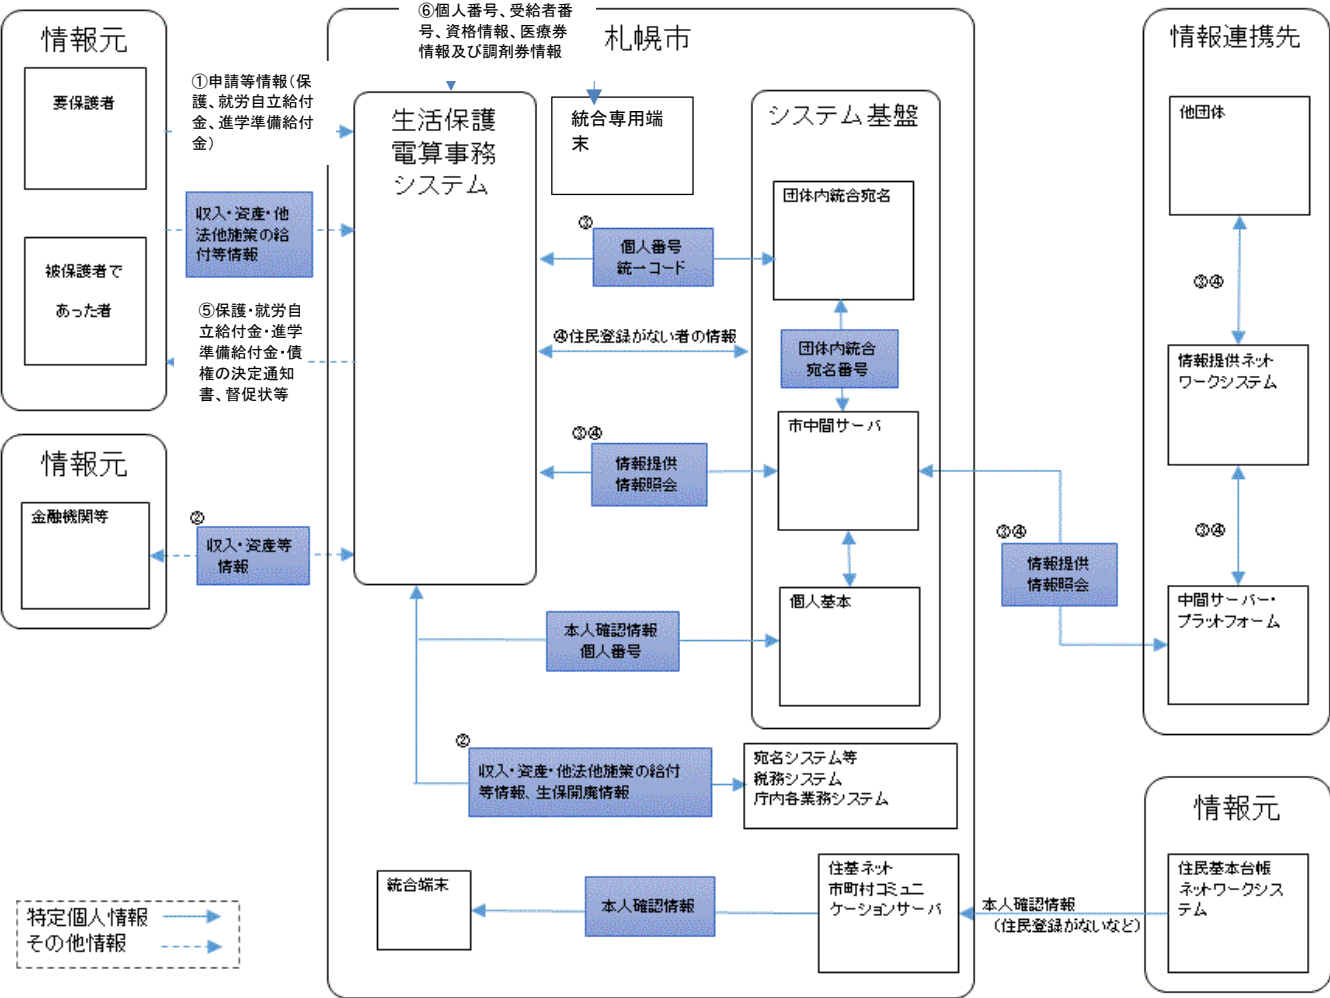 情報元
要保護者
被保護者で
あった者
①申請等情報(保
護、就労自立給付
金、進学準備給付
金)
収入・資産・他
法他施策の給
付等情報
⑤保護・就労自
立給付金・進学
準備給付金・債
権の決定通知
書、督促状等
情報元
金融機関等
②
収入・資産等
情報
特定個人情報
その他情報
⑥個人番号、受給者番
号、資格情報、医療券
情報及び調剤券情報
札幌市
生活保護
電算事務
システム
統合専用端
末
システム基盤
団体内統合宛名
③
個人番号
統一コード
④住民登録がない者の情報
団体内統合
宛名番号
③④
情報提供
情報照会
市中間サーバ
個人基本
本人確認情報
個人番号
②
収入・資産・他法他施策の給付
等情報、生保開廃情報
宛名システム等
税務システム
庁内各業務システム
統合端末
本人確認情報
住基ネット
市町村コミュニ
ケーションサーバ
本人確認情報
(住民登録がないなど)
情報連携先
他団体
③④
情報提供ネット
ワークシステム
③④
③④
情報提供
情報照会
中間サーバー・
プラットフォーム
情報元
住民基本台帳
ネットワークシス
テム